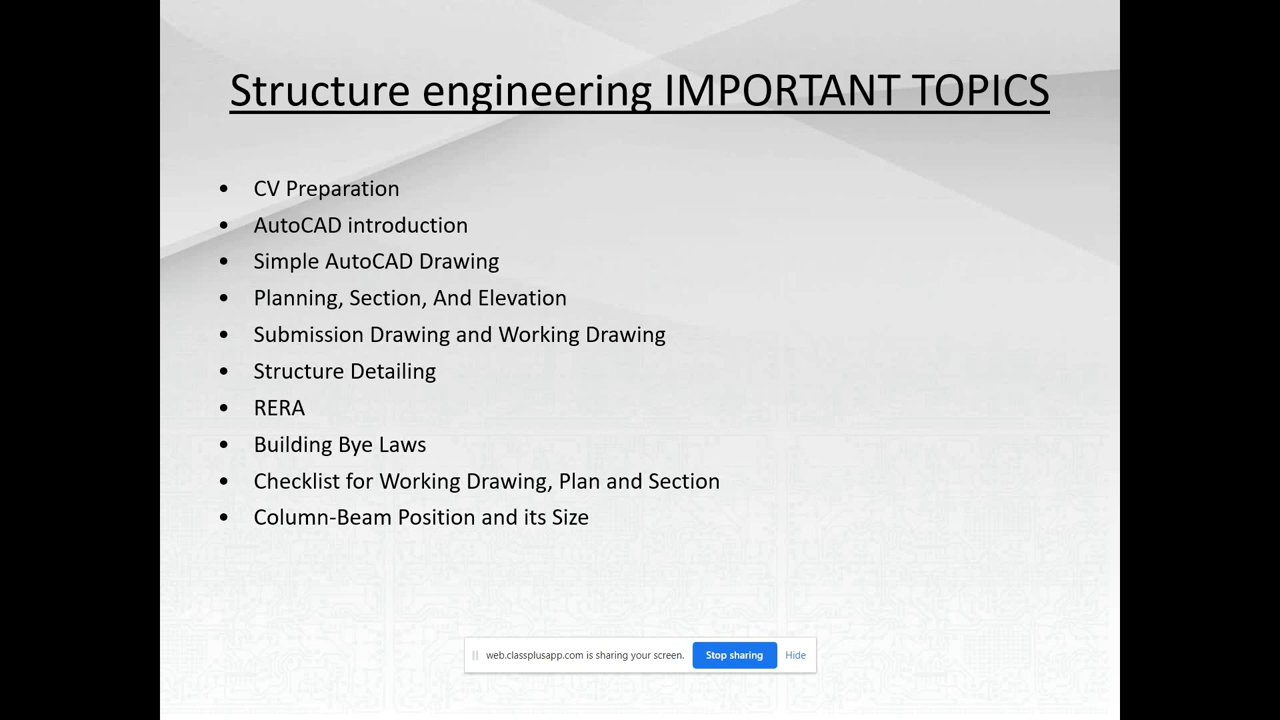 Structure engineering IMPORTANT TOPICS
• CV Preparation
• AutoCAD introduction
• Simple AutoCAD Drawing
• Planning, Section, And Elevation
• Submission Drawing and Working Drawing
• Structure Detailing
• RERA
• Building Bye Laws
• Checklist for Working Drawing, Plan and Section
• Column-Beam Position and its Size
web.classplusapp.com is sharing your screen. Stop sharing Hide